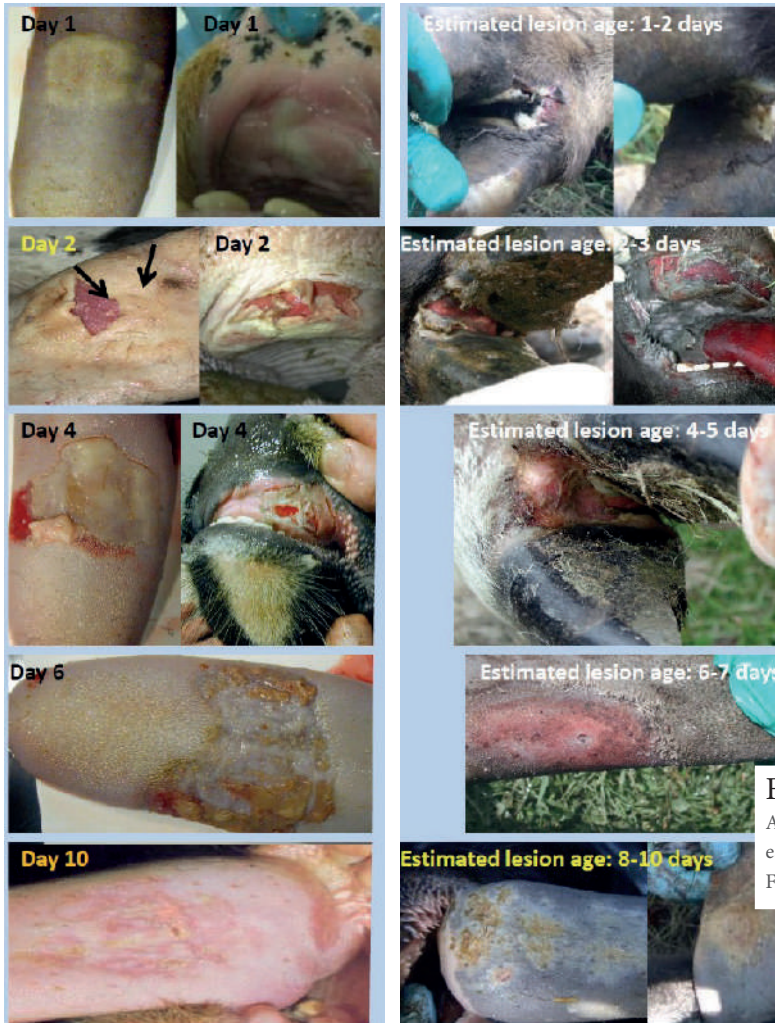 Day 1
Day 1
Estimated lesion age: 1-2 days
Day 2
Day 2
Estimated lesion age: 2-3 days
Day 4
Day 4
Estimated lesion age: 4-5 days
Day 6
Estimated lesion age: 6-7 days
Day 10
Estimated lesion age: 8-10 days